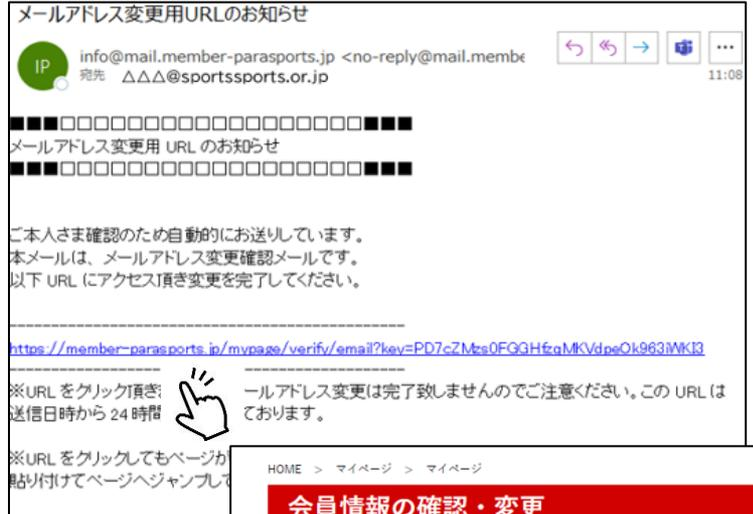 メールアドレス変更用URLのお知らせ
IP
info@mail.member-parasports.jp <no-reply@mail.membe
宛先 △△△@sportssports.or.jp
11:08
■■■□□□□□□□□□□□□□□□□□□■■■
メールアドレス変更用 URL のお知らせ
■■■□□□□□□□□□□□□□□□□□□■■■
ご本人さま確認のため自動的にお送りしています。
本メールは、メールアドレス変更確認メールです。
以下 URL にアクセス頂き変更を完了してください。
https://member-parasports.jp/mypage/verify/email?key=PD7cZMzs0FGGHfzqMKVdpeOk963iWKI3
※URL をクリック頂き ールアドレス変更は完了致しませんのでご注意ください。この URL は
送信日時から 24 時間 ております。
※URL をクリックしてもページが
貼り付けてページへジャンプして
HOME > マイページ > マイページ
会員情報の確認・変更